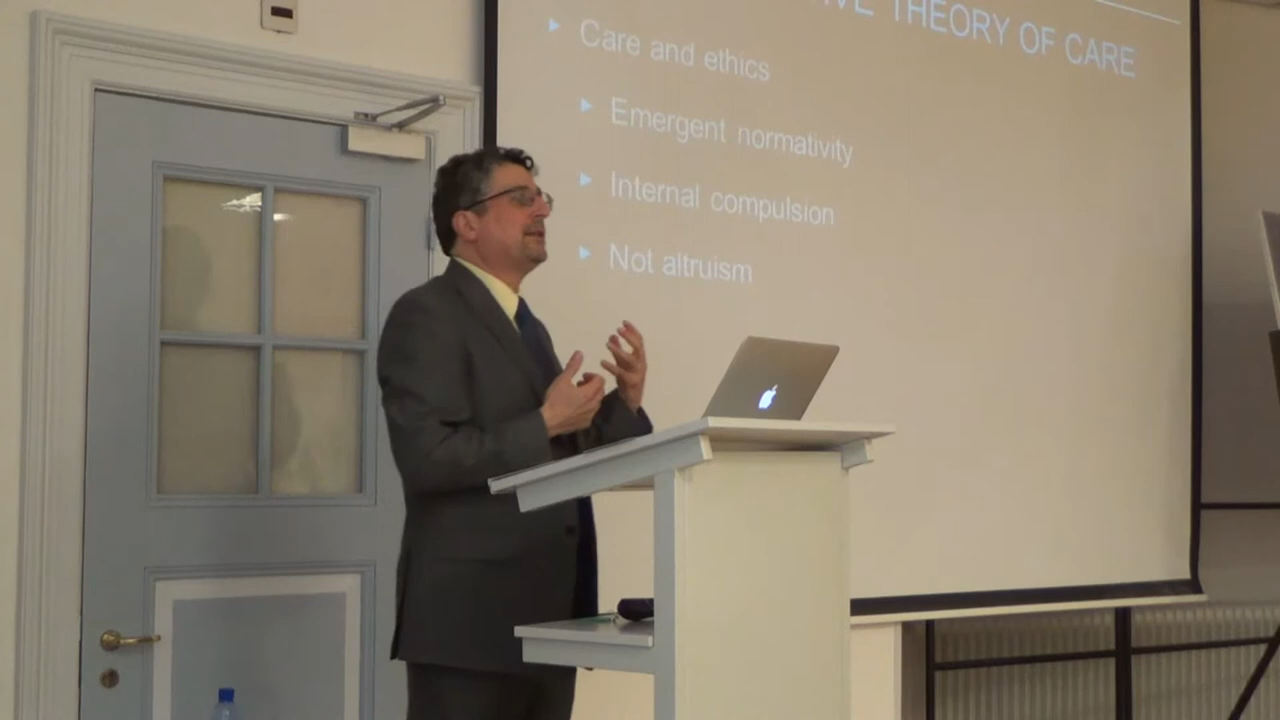 THEORY OF CARE
Care and ethics
Emergent normativity
Internal compulsion
Not altruism